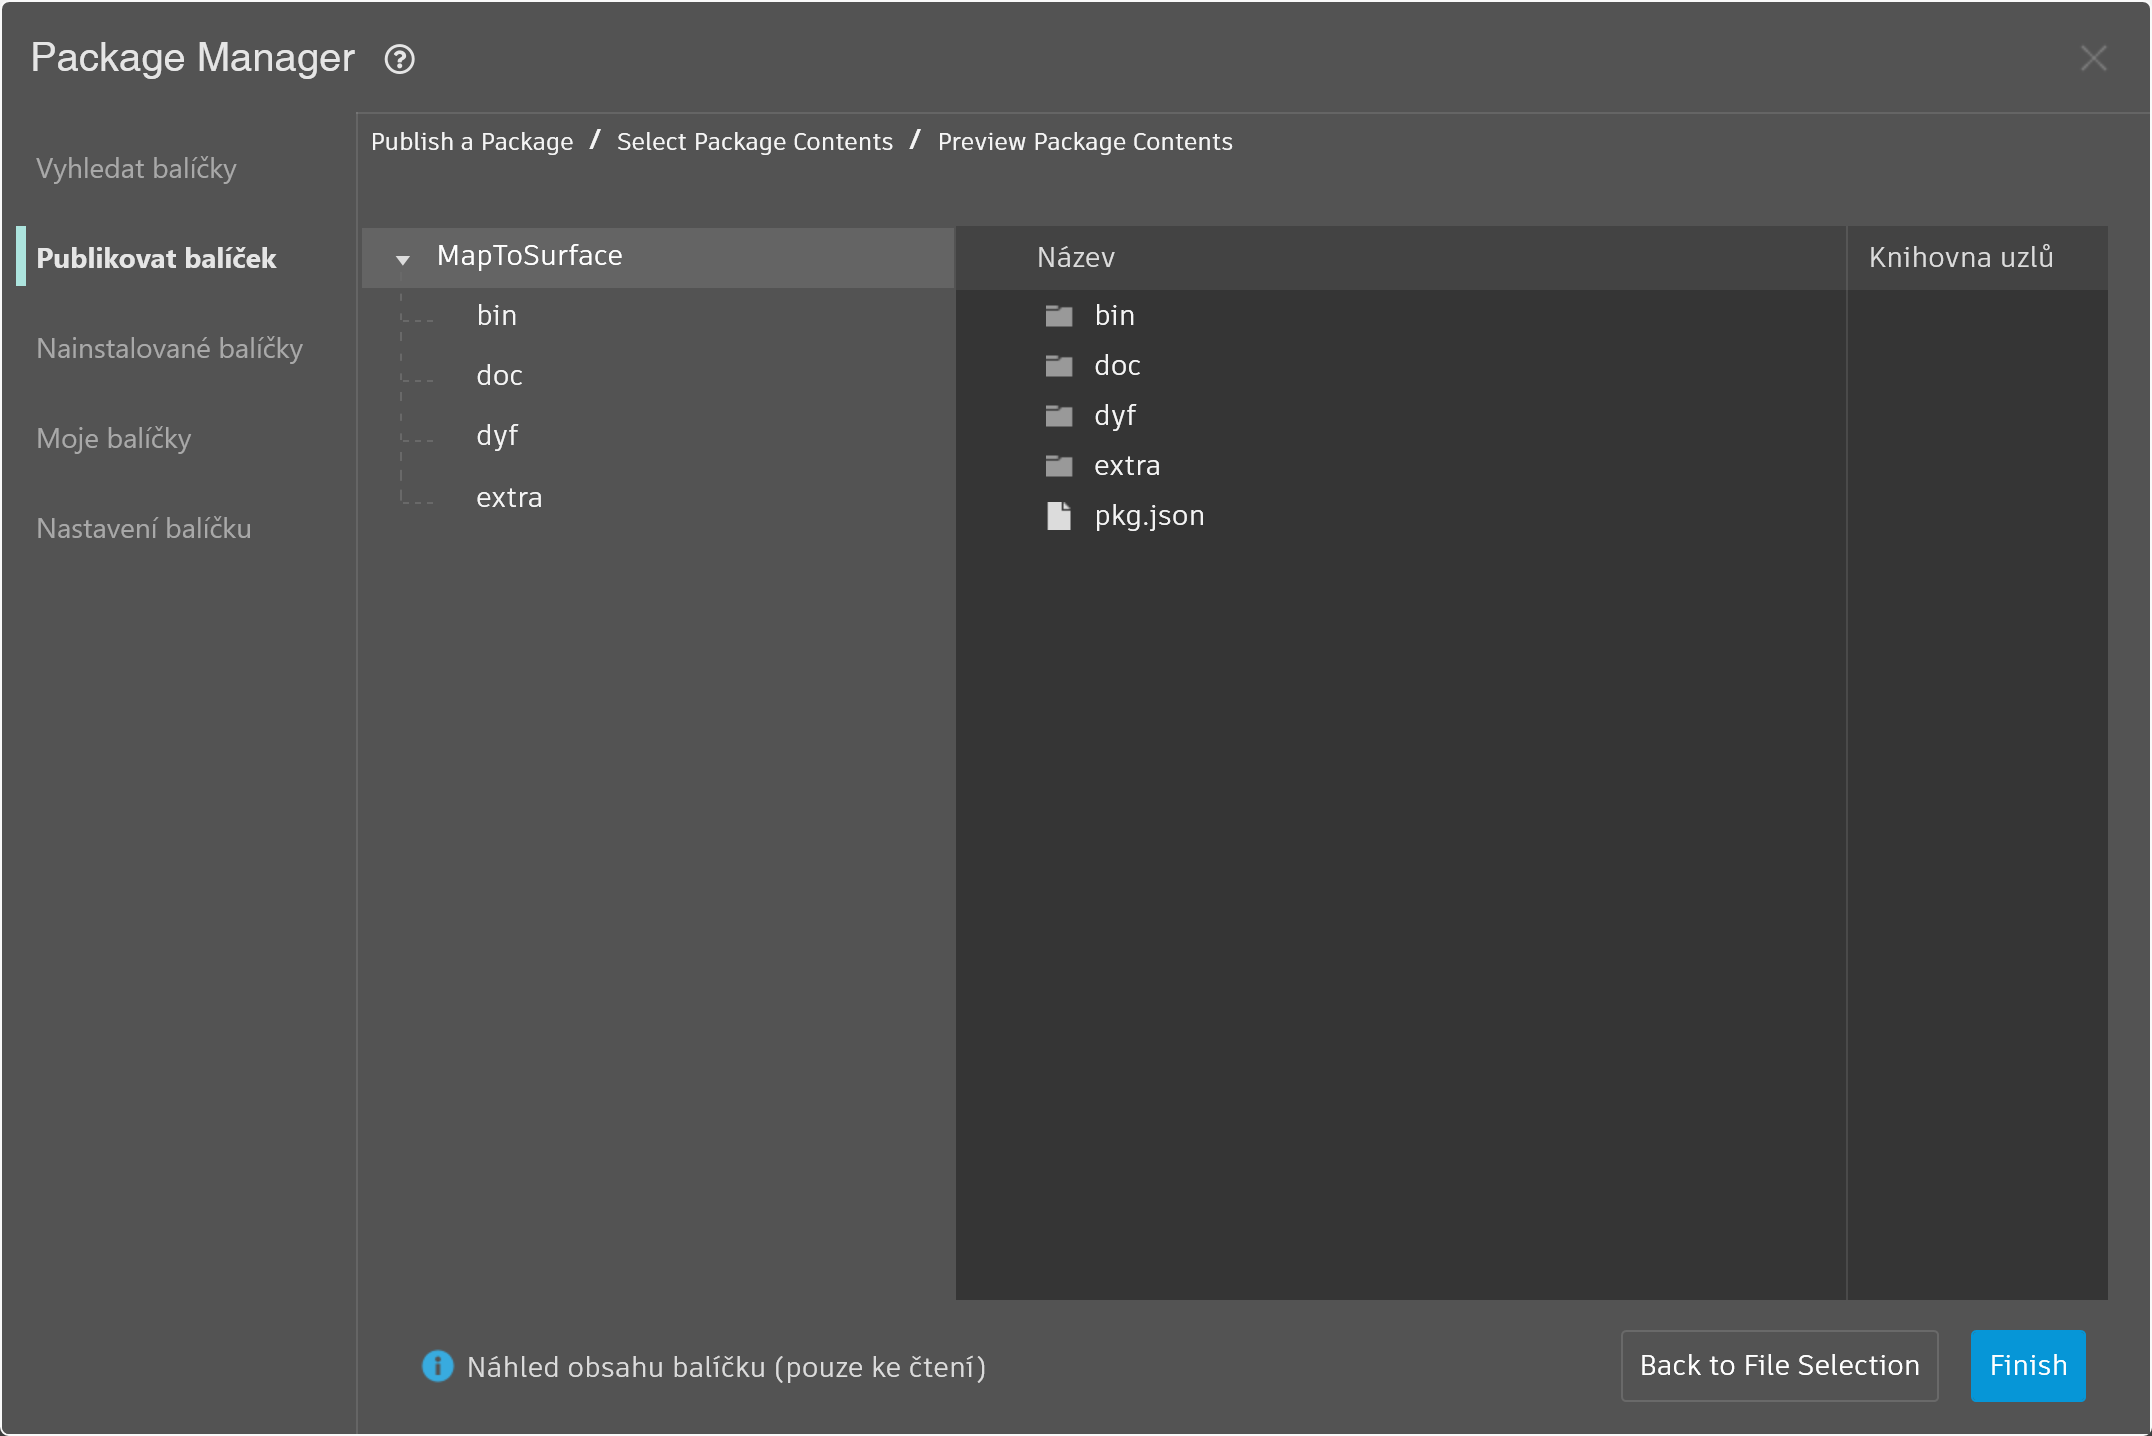 Package Manager
Vyhledat balíčky
Publikovat balíček
Nainstalované balíčky
Moje balíčky
Nastavení balíčku
Publish a Package / Select Package Contents / Preview Package Contents
MapToSurface
bin
doc
dyf
extra
Název
Knihovna uzlů
bin
doc
dyf
extra
pkg.json
Náhled obsahu balíčku (pouze ke čtení)
Back to File Selection
Finish